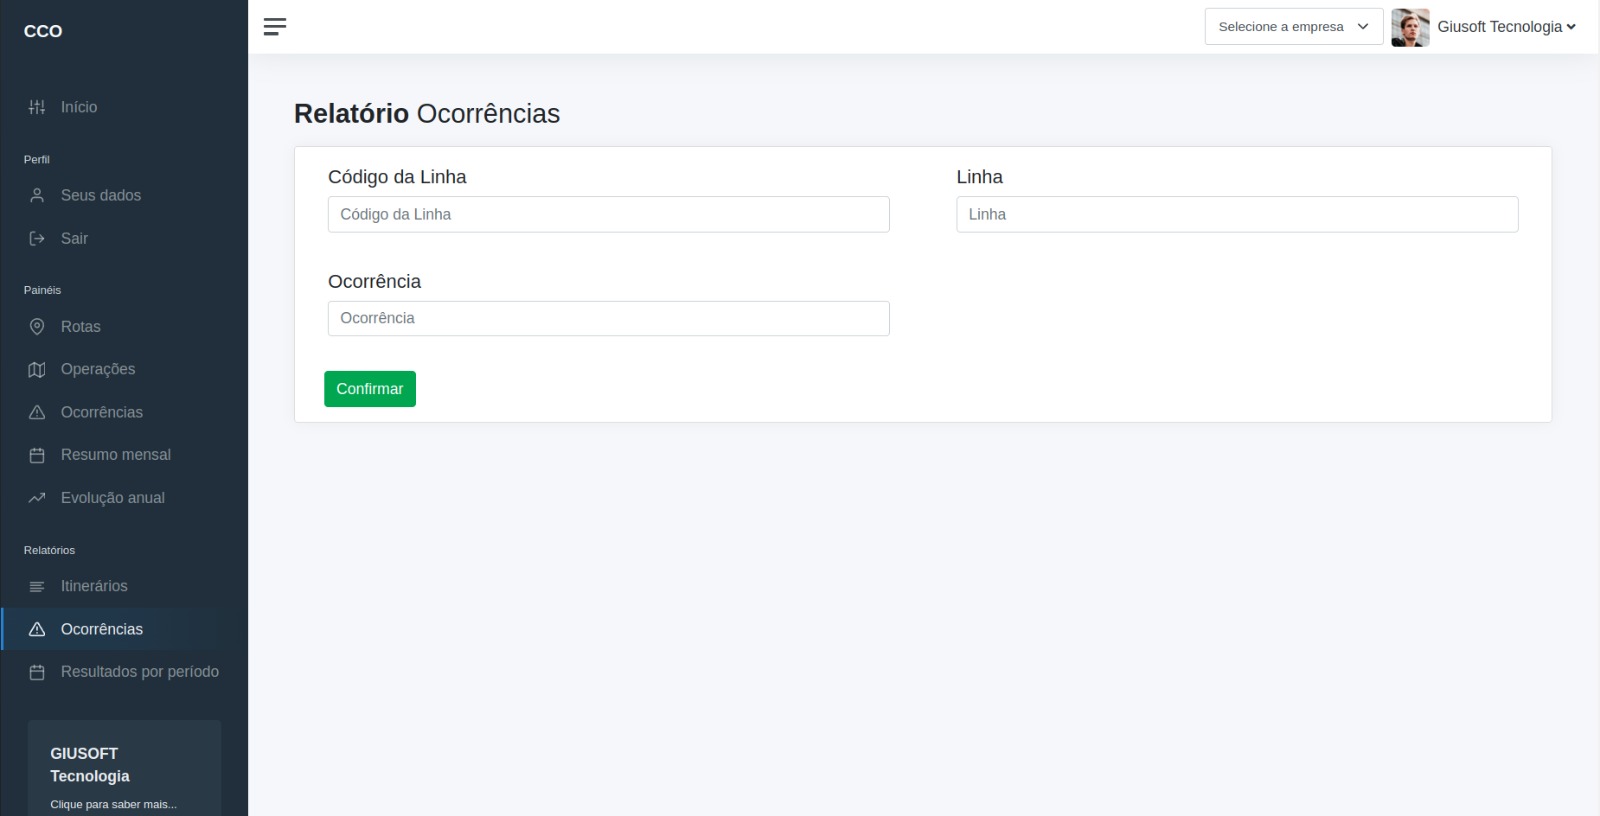 CCO
Selecione a empresa
Giusoft Tecnologia
Início
Perfil
Seus dados
Sair
Painéis
Rotas
Operações
Ocorrências
Resumo mensal
Evolução anual
Relatórios
Itinerários
Ocorrências
Resultados por período
GIUSOFT
Tecnologia
Clique para saber mais...
Relatório Ocorrências
Código da Linha
Código da Linha
Linha
Linha
Ocorrência
Ocorrência
Confirmar